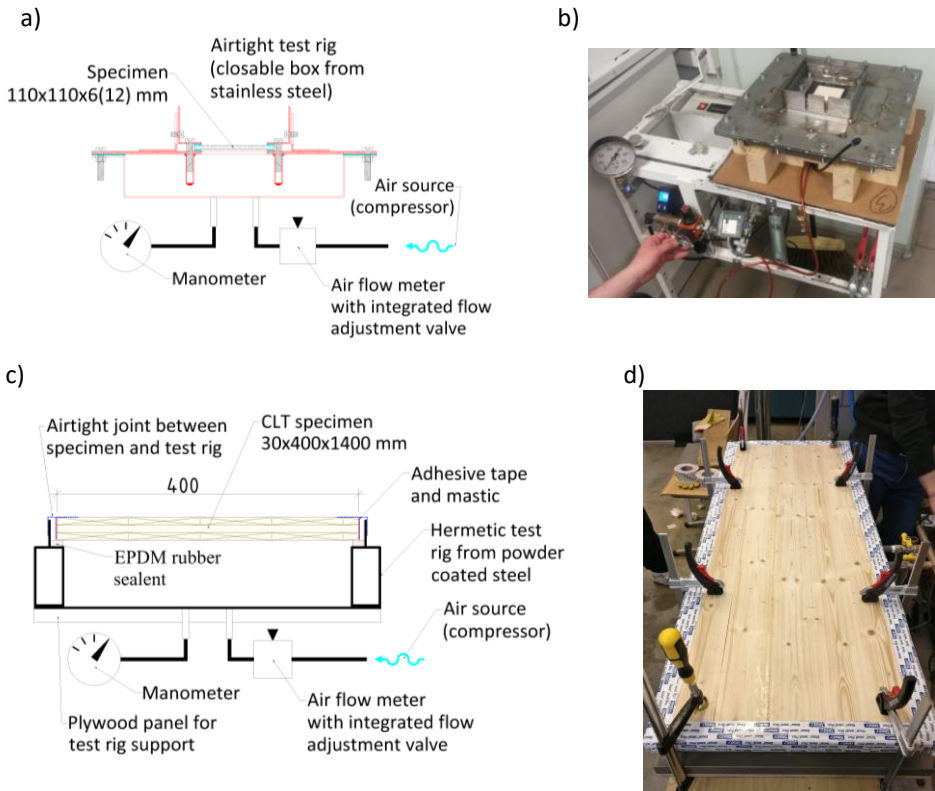 a)
Airtight test rig
(closable box from
stainless steel)
Specimen
110x110x6(12) mm
Air source
(compressor)
Manometer
Air flow meter
with integrated flow
adjustment valve
b)
c)
Airtight joint between
specimen and test rig
CLT specimen
30x400x1400 mm
400
Adhesive tape
and mastic
EPDM rubber
sealent
Hermetic test
rig from powder
coated steel
Air source
(compressor)
Manometer
Air flow meter
with integrated flow
adjustment valve
Plywood panel for
test rig support
d)